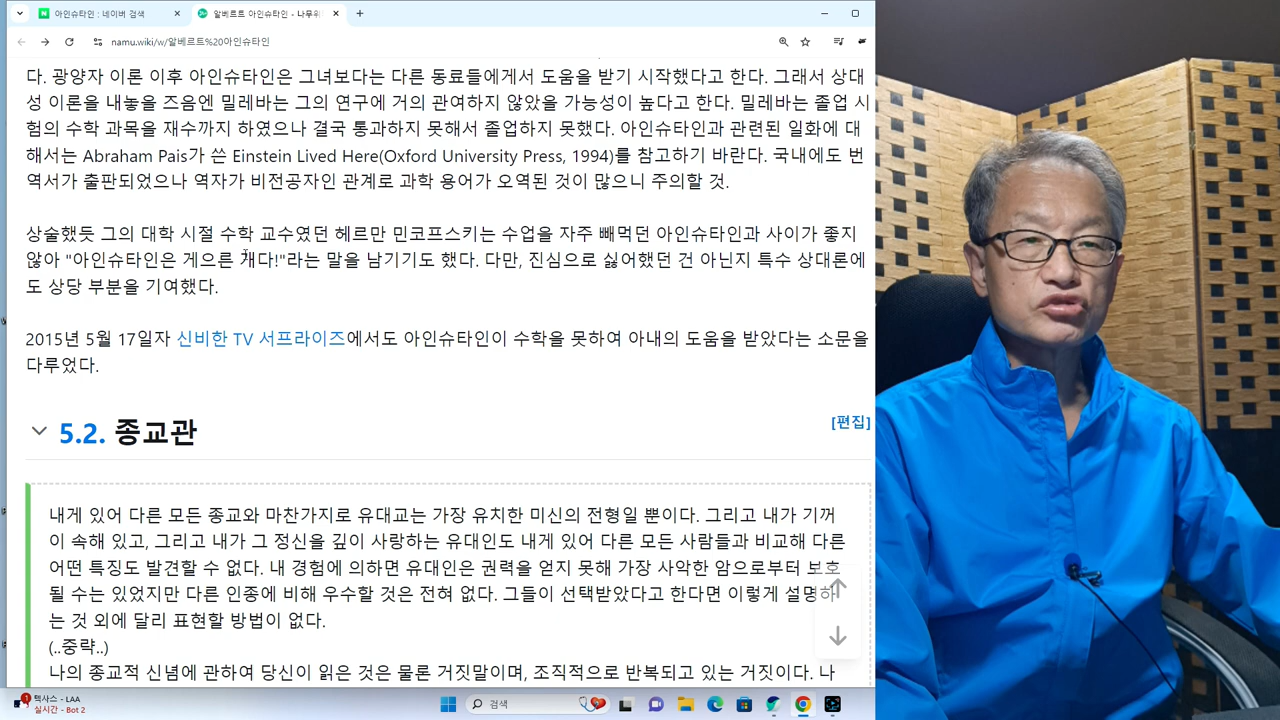 아인슈타인 : 네이버 검색
알베르트 아인슈타인 - 나무위
namu.wiki/w/알베르트%20아인슈타인
다. 광양자 이론 이후 아인슈타인은 그녀보다는 다른 동료들에게서 도움을 받기 시작했다고 한다. 그래서 상대
성 이론을 내놓을 즈음엔 밀레바는 그의 연구에 거의 관여하지 않았을 가능성이 높다고 한다. 밀레바는 졸업 시
험의 수학 과목을 재수까지 하였으나 결국 통과하지 못해서 졸업하지 못했다. 아인슈타인과 관련된 일화에 대
해서는 Abraham Pais가 쓴 Einstein Lived Here(Oxford University Press, 1994)를 참고하기 바란다. 국내에도 번
역서가 출판되었으나 역자가 비전공자인 관계로 과학 용어가 오역된 것이 많으니 주의할 것.
상술했듯 그의 대학 시절 수학 교수였던 헤르만 민코프스키는 수업을 자주 빼먹던 아인슈타인과 사이가 좋지
않아 "아인슈타인은 게으른 개다!"라는 말을 남기기도 했다. 다만, 진심으로 싫어했던 건 아닌지 특수 상대론에
도 상당 부분을 기여했다.
2015년 5월 17일자 신비한 TV 서프라이즈에서도 아인슈타인이 수학을 못하여 아내의 도움을 받았다는 소문을
다루었다.
5.2. 종교관
[편집]
내게 있어 다른 모든 종교와 마찬가지로 유대교는 가장 유치한 미신의 전형일 뿐이다. 그리고 내가 기꺼
이 속해 있고, 그리고 내가 그 정신을 깊이 사랑하는 유대인도 내게 있어 다른 모든 사람들과 비교해 다른
어떤 특징도 발견할 수 없다. 내 경험에 의하면 유대인은 권력을 얻지 못해 가장 사악한 암으로부터 보호
될 수는 있었지만 다른 인종에 비해 우수할 것은 전혀 없다. 그들이 선택받았다고 한다면 이렇게 설명하
는 것 외에 달리 표현할 방법이 없다.
(..중략..)
나의 종교적 신념에 관하여 당신이 읽은 것은 물론 거짓말이며, 조직적으로 반복되고 있는 거짓이다. 나
1
텍사스 - LAA
실시간 - Bot 2
검색